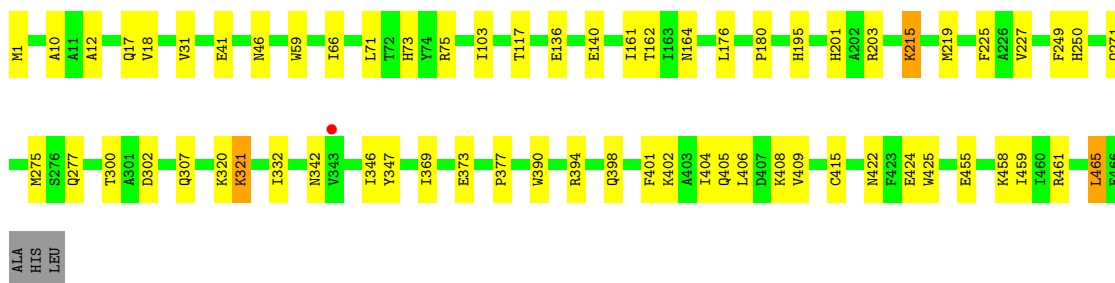 M1 A10 A11 A12 Q17 V18 V31 E41 N46 W59 I66 L71 T72 H73 Y74 R75 I103 T117 E136 E140 I161 T162 I163 N164 L176 P180 H195 H201 A202 R203 K215 M219 F225 A226 V227 F249 H250
M275 S276 Q277 T300 A301 D302 Q307 K320 K321 I332 N342 V343 I346 Y347 I369 E373 P377 W390 R394 Q398 F401 K402 A403 I404 Q405 L406 D407 K408 V409 C415 N422 F423 E424 W425 E455 K458 I459 I460 R461 L465
ALA HIS LEU